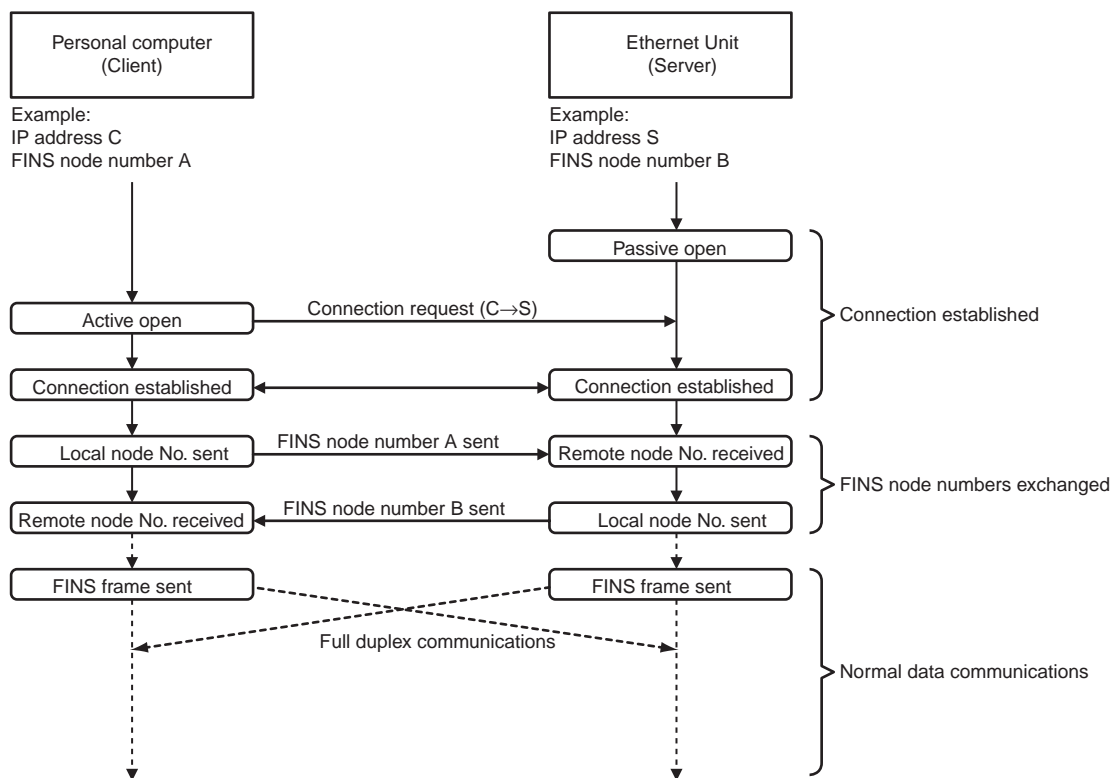 Personal computer
(Client)
Ethernet Unit
(Server)
Example:
IP address C
FINS node number A
Example:
IP address S
FINS node number B
Passive open
Active open
Connection request (C→S)
Connection established
Connection established
Connection established
Local node No. sent
FINS node number A sent
Remote node No. received
FINS node numbers exchanged
Remote node No. received
FINS node number B sent
Local node No. sent
FINS frame sent
FINS frame sent
Full duplex communications
Normal data communications